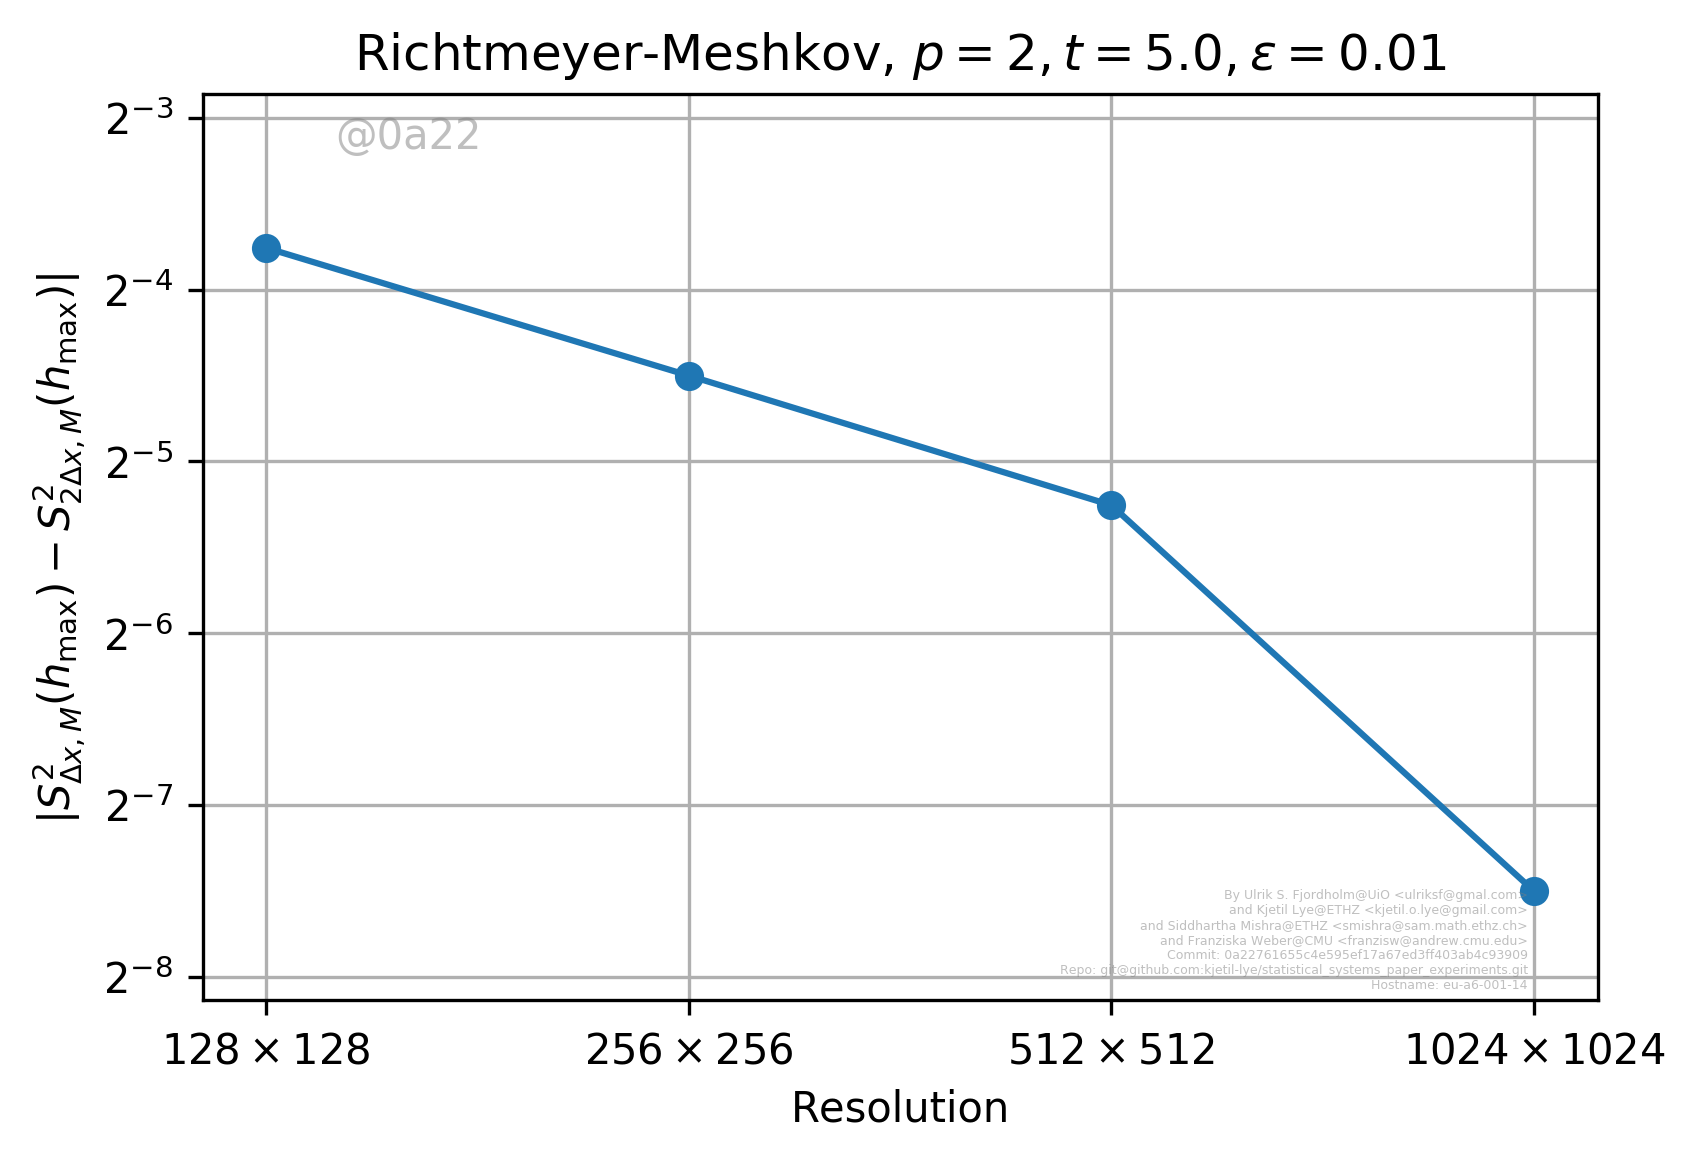 Richtmeyer-Meshkov, p = 2, t = 5.0, ε = 0.01
@0a22
2⁻³
2⁻⁴
2⁻⁵
2⁻⁶
2⁻⁷
2⁻⁸
|S²_{Δx,M}(h_max) − S²_{2Δx,M}(h_max)|
By Ulrik S. Fjordholm@UiO <ulriksf@gmal.com>
and Kjetil Lye@ETHZ <kjetil.o.lye@gmail.com>
and Siddhartha Mishra@ETHZ <smishra@sam.math.ethz.ch>
and Franziska Weber@CMU <franzisw@andrew.cmu.edu>
Commit: 0a22761655c4e595ef17a67ed3ff403ab4c93909
Repo: git@github.com:kjetil-lye/statistical_systems_paper_experiments.git
Hostname: eu-a6-001-14
128 × 128 256 × 256 512 × 512 1024 × 1024
Resolution